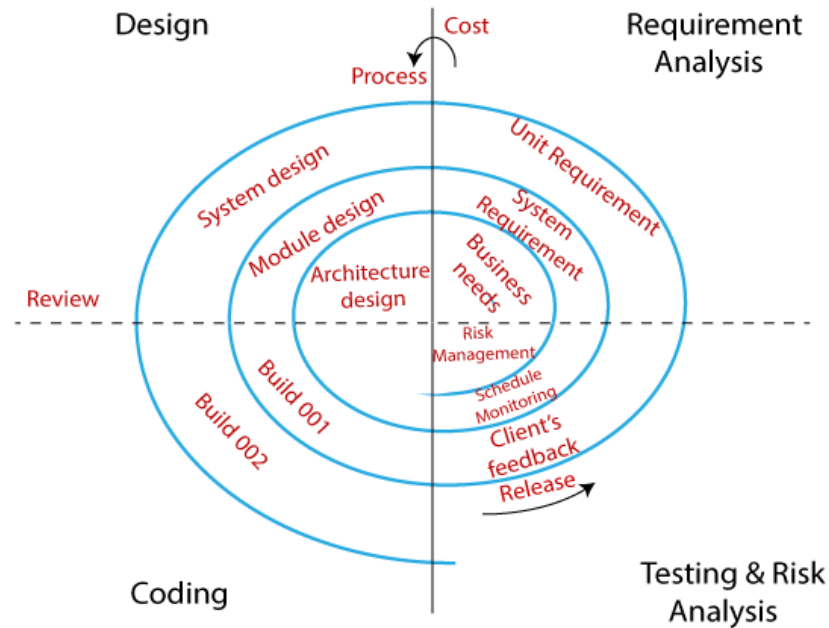 Design
Cost
Requirement
Analysis
Process
Unit Requirement
System design
System
Requirement
Module design
Business
needs
Architecture
design
Review
Risk
Management
Schedule
Monitoring
Build 001
Build 002
Client's
feedback
Release
Coding
Testing & Risk
Analysis